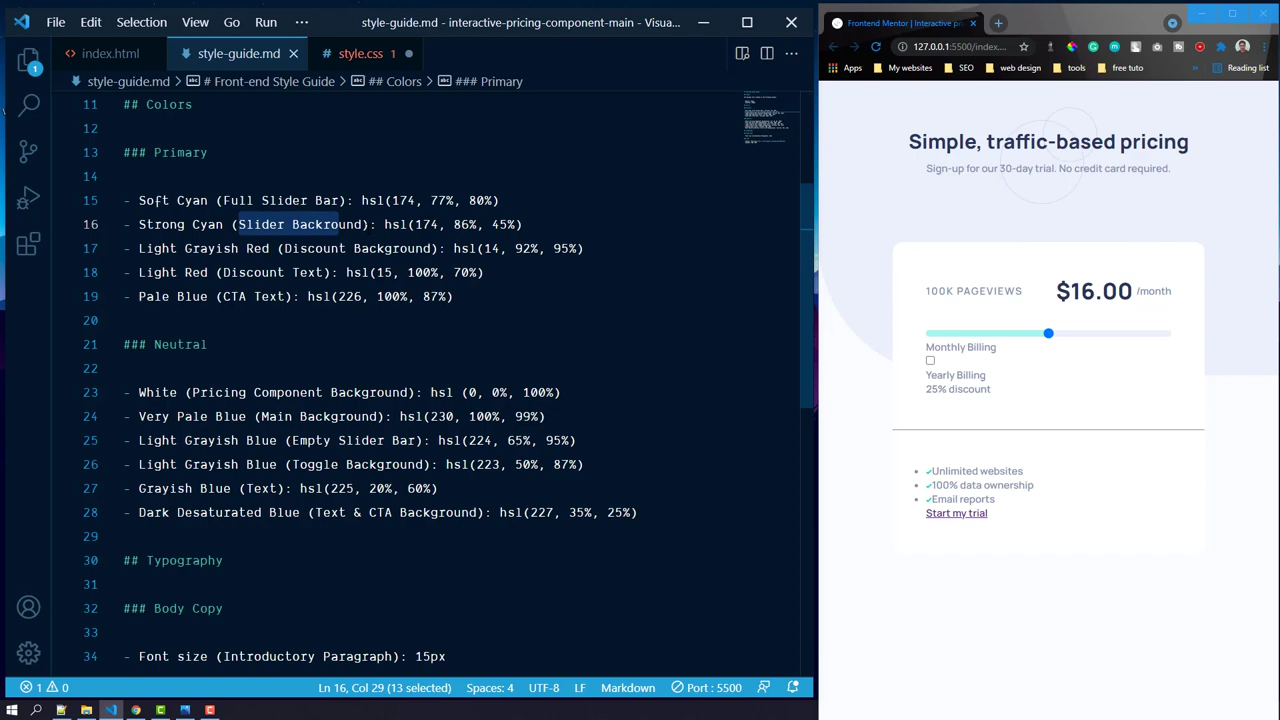 File Edit Selection View Go Run ··· style-guide.md - interactive-pricing-component-main - Visua...
index.html style-guide.md style.css 1
style-guide.md > # Front-end Style Guide > ## Colors > ### Primary
11 ## Colors
12
13 ### Primary
14
15 - Soft Cyan (Full Slider Bar): hsl(174, 77%, 80%)
16 - Strong Cyan (Slider Backround): hsl(174, 86%, 45%)
17 - Light Grayish Red (Discount Background): hsl(14, 92%, 95%)
18 - Light Red (Discount Text): hsl(15, 100%, 70%)
19 - Pale Blue (CTA Text): hsl(226, 100%, 87%)
20
21 ### Neutral
22
23 - White (Pricing Component Background): hsl (0, 0%, 100%)
24 - Very Pale Blue (Main Background): hsl(230, 100%, 99%)
25 - Light Grayish Blue (Empty Slider Bar): hsl(224, 65%, 95%)
26 - Light Grayish Blue (Toggle Background): hsl(223, 50%, 87%)
27 - Grayish Blue (Text): hsl(225, 20%, 60%)
28 - Dark Desaturated Blue (Text & CTA Background): hsl(227, 35%, 25%)
29
30 ## Typography
31
32 ### Body Copy
33
34 - Font size (Introductory Paragraph): 15px
1
1 0 Ln 16, Col 29 (13 selected) Spaces: 4 UTF-8 LF Markdown Port : 5500
Frontend Mentor | Interactive pr
127.0.0.1:5500/index....
Apps My websites SEO web design tools free tuto » Reading list
Simple, traffic-based pricing
Sign-up for our 30-day trial. No credit card required.
100K PAGEVIEWS $16.00 /month
Monthly Billing
Yearly Billing
25% discount
Unlimited websites
100% data ownership
Email reports
Start my trial